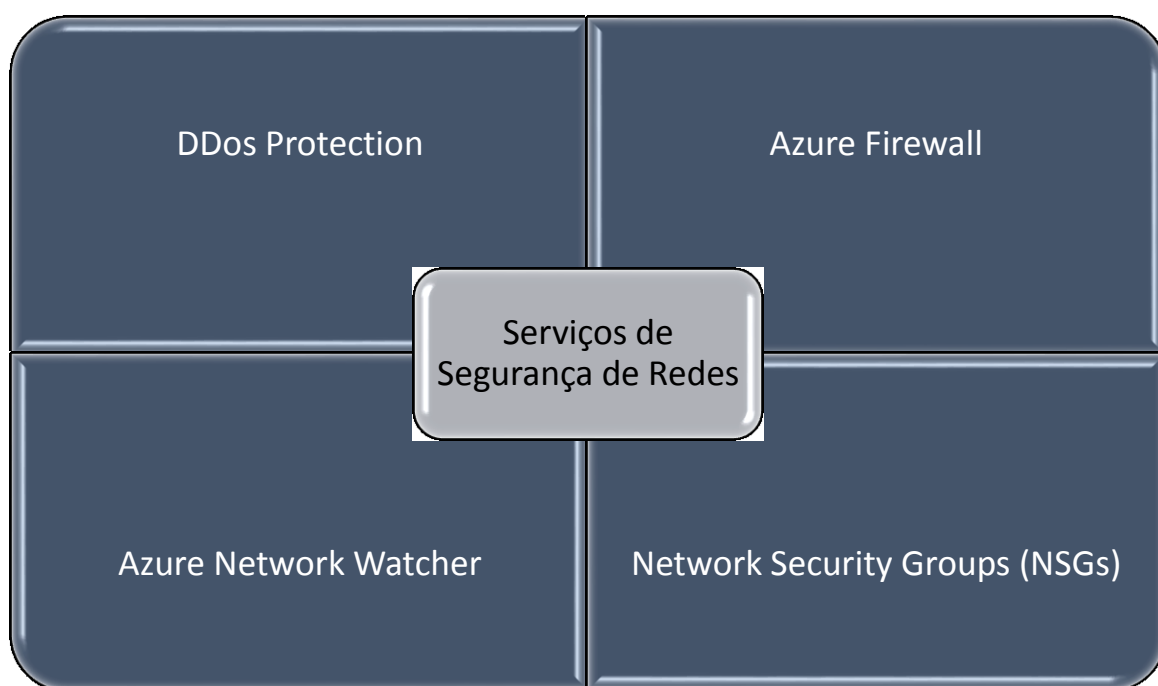 DDos Protection
Azure Firewall
Serviços de
Segurança de Redes
Azure Network Watcher
Network Security Groups (NSGs)